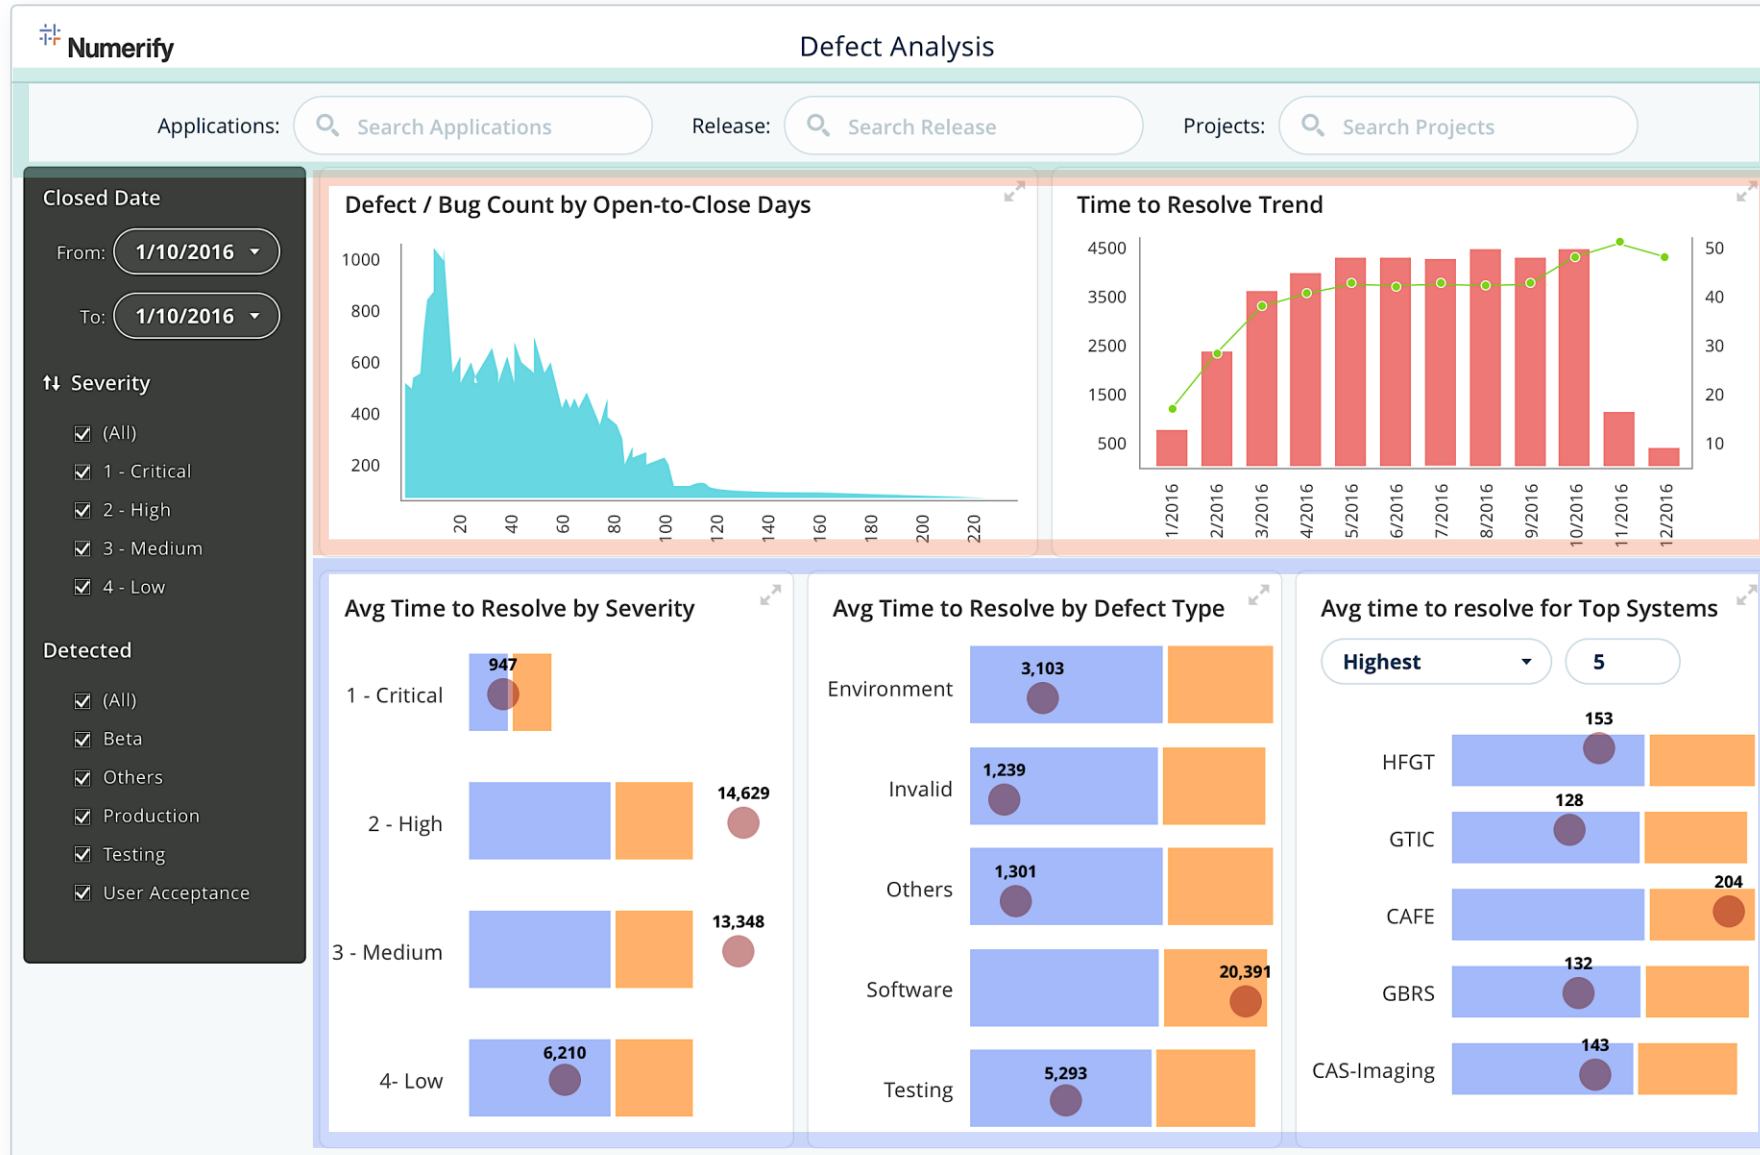 Numerify
Defect Analysis
Applications: Search Applications Release: Search Release Projects: Search Projects
Closed Date
From: 1/10/2016
To: 1/10/2016
Severity
(All)
1 - Critical
2 - High
3 - Medium
4 - Low
Detected
(All)
Beta
Others
Production
Testing
User Acceptance
Defect / Bug Count by Open-to-Close Days
1000
800
600
400
200
20 40 60 80 100 120 140 160 180 200 220
Time to Resolve Trend
4500 50
3500 40
2500 30
1500 20
500 10
1/2016 2/2016 3/2016 4/2016 5/2016 6/2016 7/2016 8/2016 9/2016 10/2016 11/2016 12/2016
Avg Time to Resolve by Severity
947
1 - Critical
14,629
2 - High
13,348
3 - Medium
6,210
4- Low
Avg Time to Resolve by Defect Type
3,103
Environment
1,239
Invalid
1,301
Others
20,391
Software
5,293
Testing
Avg time to resolve for Top Systems
Highest 5
153
HFGT
128
GTIC
204
CAFE
132
GBRS
143
CAS-Imaging